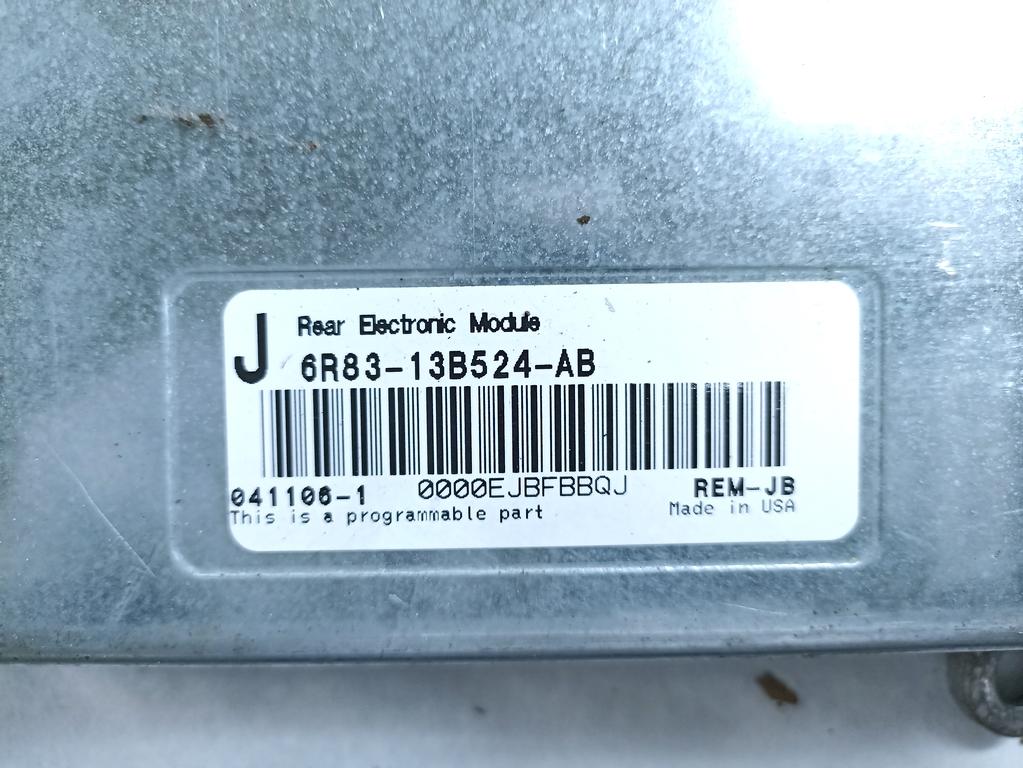 J
Rear Electronic Module
6R83-13B524-AB
0000EJBFBBQJ
041106-1
REM-JB
This is a programmable part
Made in USA